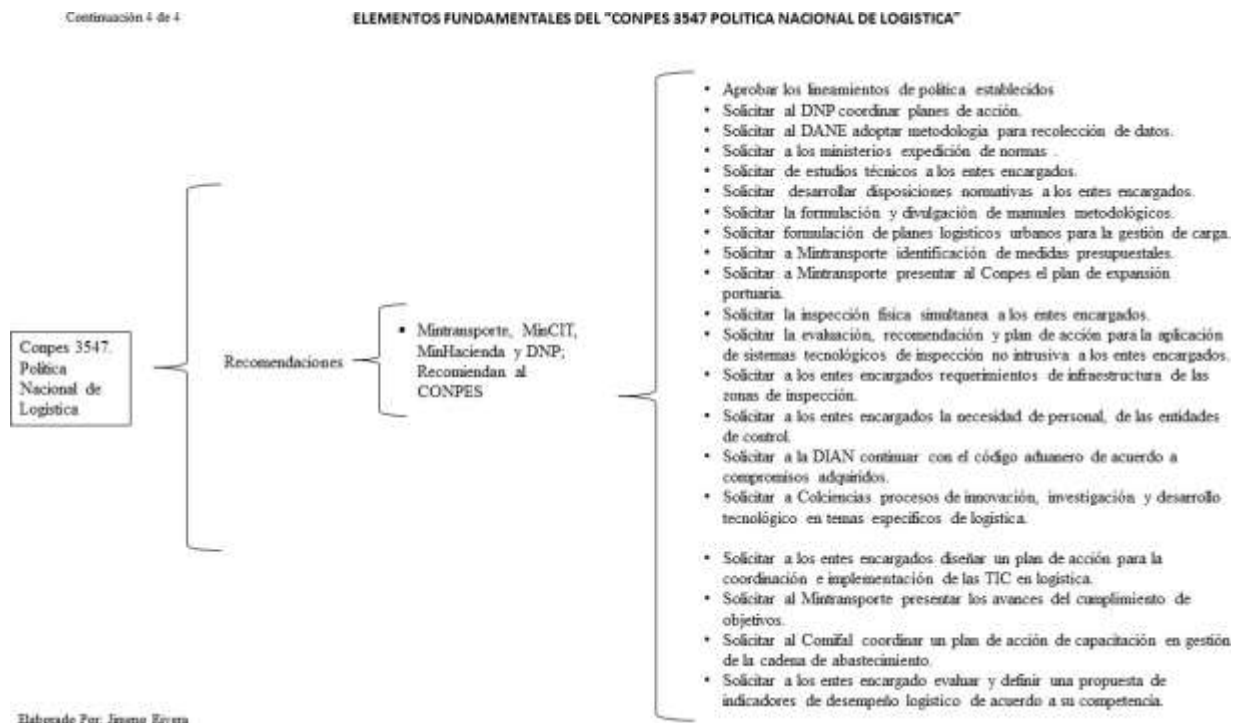 Continuación 4 de 4
ELEMENTOS FUNDAMENTALES DEL "CONPES 3547 POLITICA NACIONAL DE LOGISTICA"
Conpes 3547.
Politica
Nacional de
Logistica
Recomendaciones
▪ Mintransporte, MinCIT,
MinHacienda y DNP;
Recomiendan al
CONPES
• Aprobar los lineamientos de política establecidos
• Solicitar al DNP coordinar planes de acción.
• Solicitar al DANE adoptar metodologia para recolección de datos.
• Solicitar a los ministerios expedición de normas .
• Solicitar de estudios técnicos a los entes encargados.
• Solicitar desarrollar disposiciones normativas a los entes encargados.
• Solicitar la formulación y divulgación de manuales metodológicos.
• Solicitar formulación de planes logisticos urbanos para la gestión de carga.
• Solicitar a Mintransporte identificación de medidas presupuestales.
• Solicitar a Mintransporte presentar al Conpes el plan de expansión
portuaria.
• Solicitar la inspección física simultanea a los entes encargados.
• Solicitar la evaluación, recomendación y plan de acción para la aplicación
de sistemas tecnológicos de inspección no intrusiva a los entes encargados.
• Solicitar a los entes encargados requerimientos de infraestructura de las
zonas de inspección.
• Solicitar a los entes encargados la necesidad de personal, de las entidades
de control.
• Solicitar a la DIAN continuar con el código aduanero de acuerdo a
compromisos adquiridos.
• Solicitar a Colciencias procesos de innovación, investigación y desarrollo
tecnológico en temas específicos de logística.
• Solicitar a los entes encargados diseñar un plan de acción para la
coordinación e implementación de las TIC en logística.
• Solicitar al Mintransporte presentar los avances del cumplimiento de
objetivos.
• Solicitar al Comifal coordinar un plan de acción de capacitación en gestión
de la cadena de abastecimiento.
• Solicitar a los entes encargado evaluar y definir una propuesta de
indicadores de desempeño logístico de acuerdo a su competencia.
Elaborado Por: Jimeno Rivera